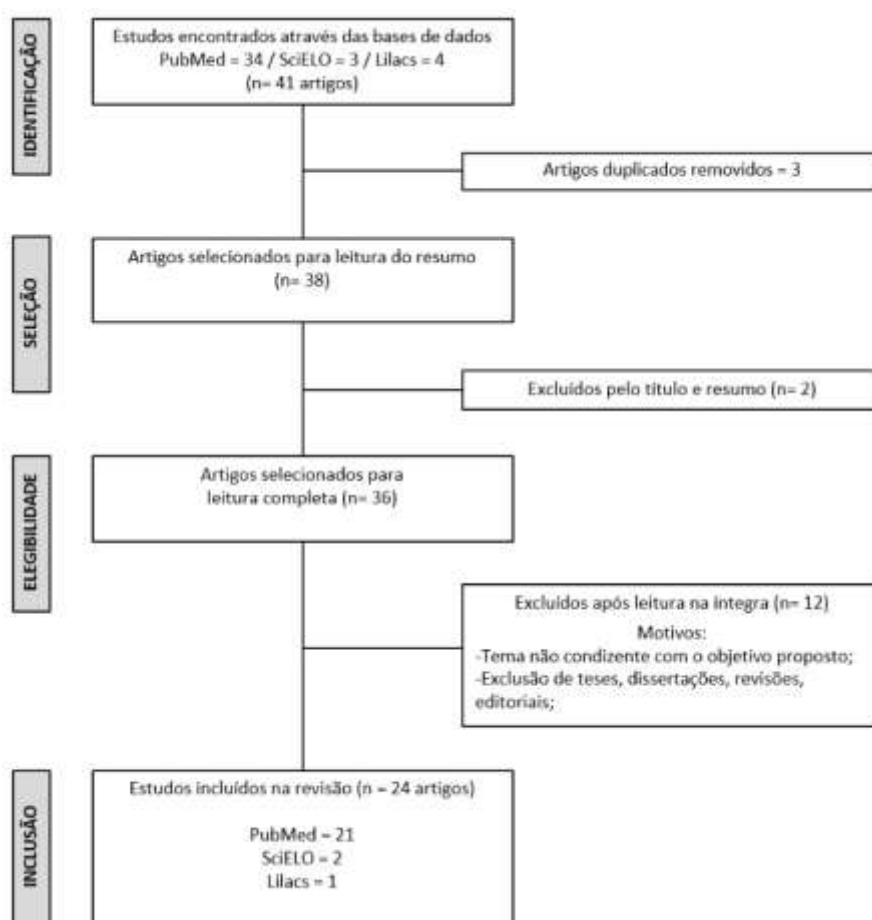 IDENTIFICAÇÃO
Estudos encontrados através das bases de dados
PubMed = 34 / SciELO = 3 / Lilacs = 4
(n= 41 artigos)
Artigos duplicados removidos = 3
SELEÇÃO
Artigos selecionados para leitura do resumo
(n= 38)
Excluídos pelo título e resumo (n= 2)
ELEGIBILIDADE
Artigos selecionados para
leitura completa (n= 36)
Excluídos após leitura na íntegra (n= 12)
Motivos:
-Tema não condizente com o objetivo proposto;
-Exclusão de teses, dissertações, revisões,
editoriais;
INCLUSÃO
Estudos incluídos na revisão (n = 24 artigos)
PubMed = 21
SciELO = 2
Lilacs = 1